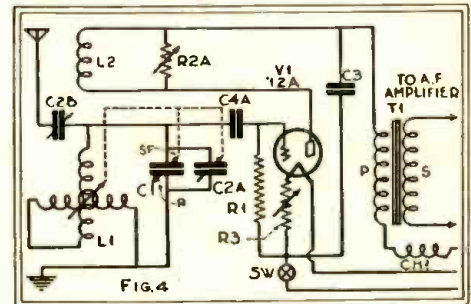 L2
R2A
V1
12A
C3
TO A.F
AMPLIFIER
T1
C2B
C4A
SF
C1
R
C2A
R1
R3
P
S
L1
SW
CH1
FIG. 4